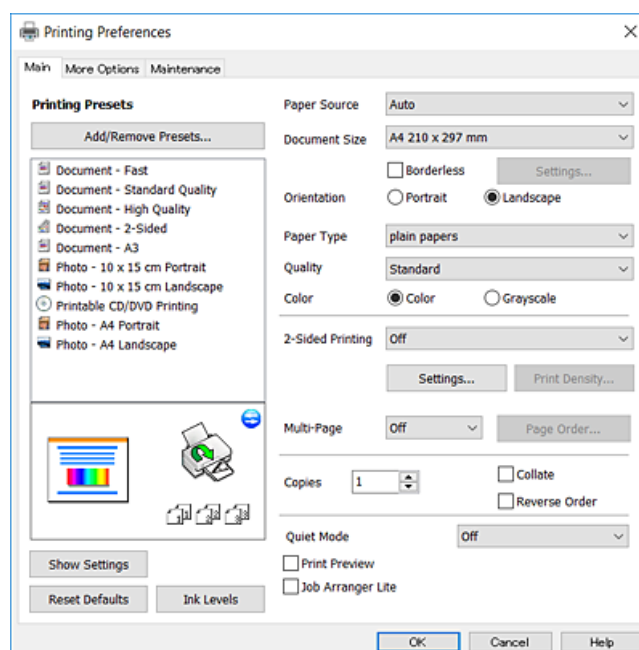 Printing Preferences
Main More Options Maintenance
Printing Presets
Add/Remove Presets...
Document - Fast
Document - Standard Quality
Document - High Quality
Document - 2-Sided
Document - A3
Photo - 10 x 15 cm Portrait
Photo - 10 x 15 cm Landscape
Printable CD/DVD Printing
Photo - A4 Portrait
Photo - A4 Landscape
Show Settings
Reset Defaults Ink Levels
Paper Source Auto
Document Size A4 210 x 297 mm
Borderless Settings...
Orientation Portrait Landscape
Paper Type plain papers
Quality Standard
Color Color Grayscale
2-Sided Printing Off
Settings... Print Density...
Multi-Page Off Page Order...
Copies 1 Collate
Reverse Order
Quiet Mode Off
Print Preview
Job Arranger Lite
OK Cancel Help